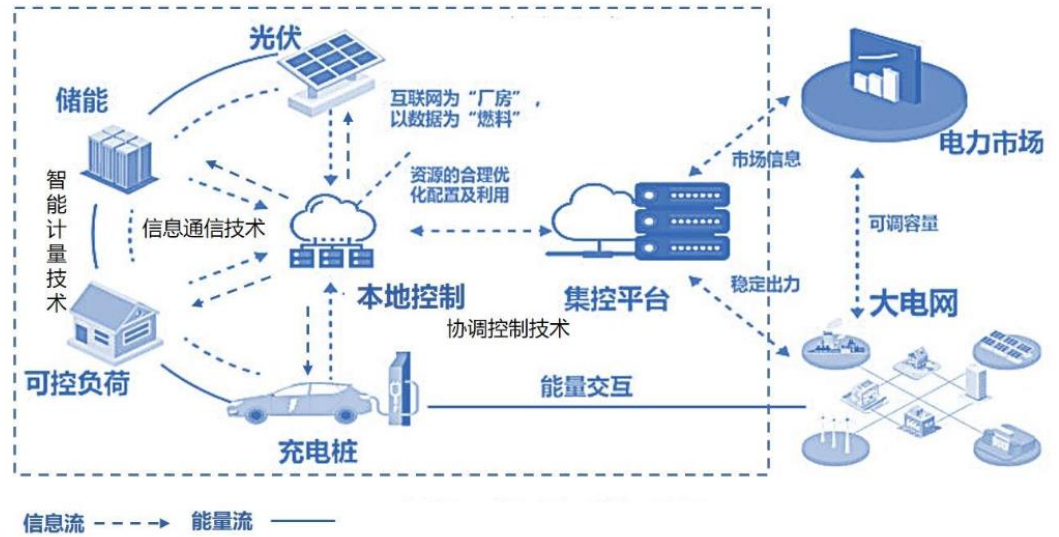 光伏
储能
互联网为“厂房”，
以数据为“燃料”
资源的合理优
化配置及利用
市场信息
电力市场
智能计量技术
信息通信技术
可调容量
本地控制
集控平台
稳定出力
大电网
协调控制技术
可控负荷
能量交互
充电桩
信息流
能量流